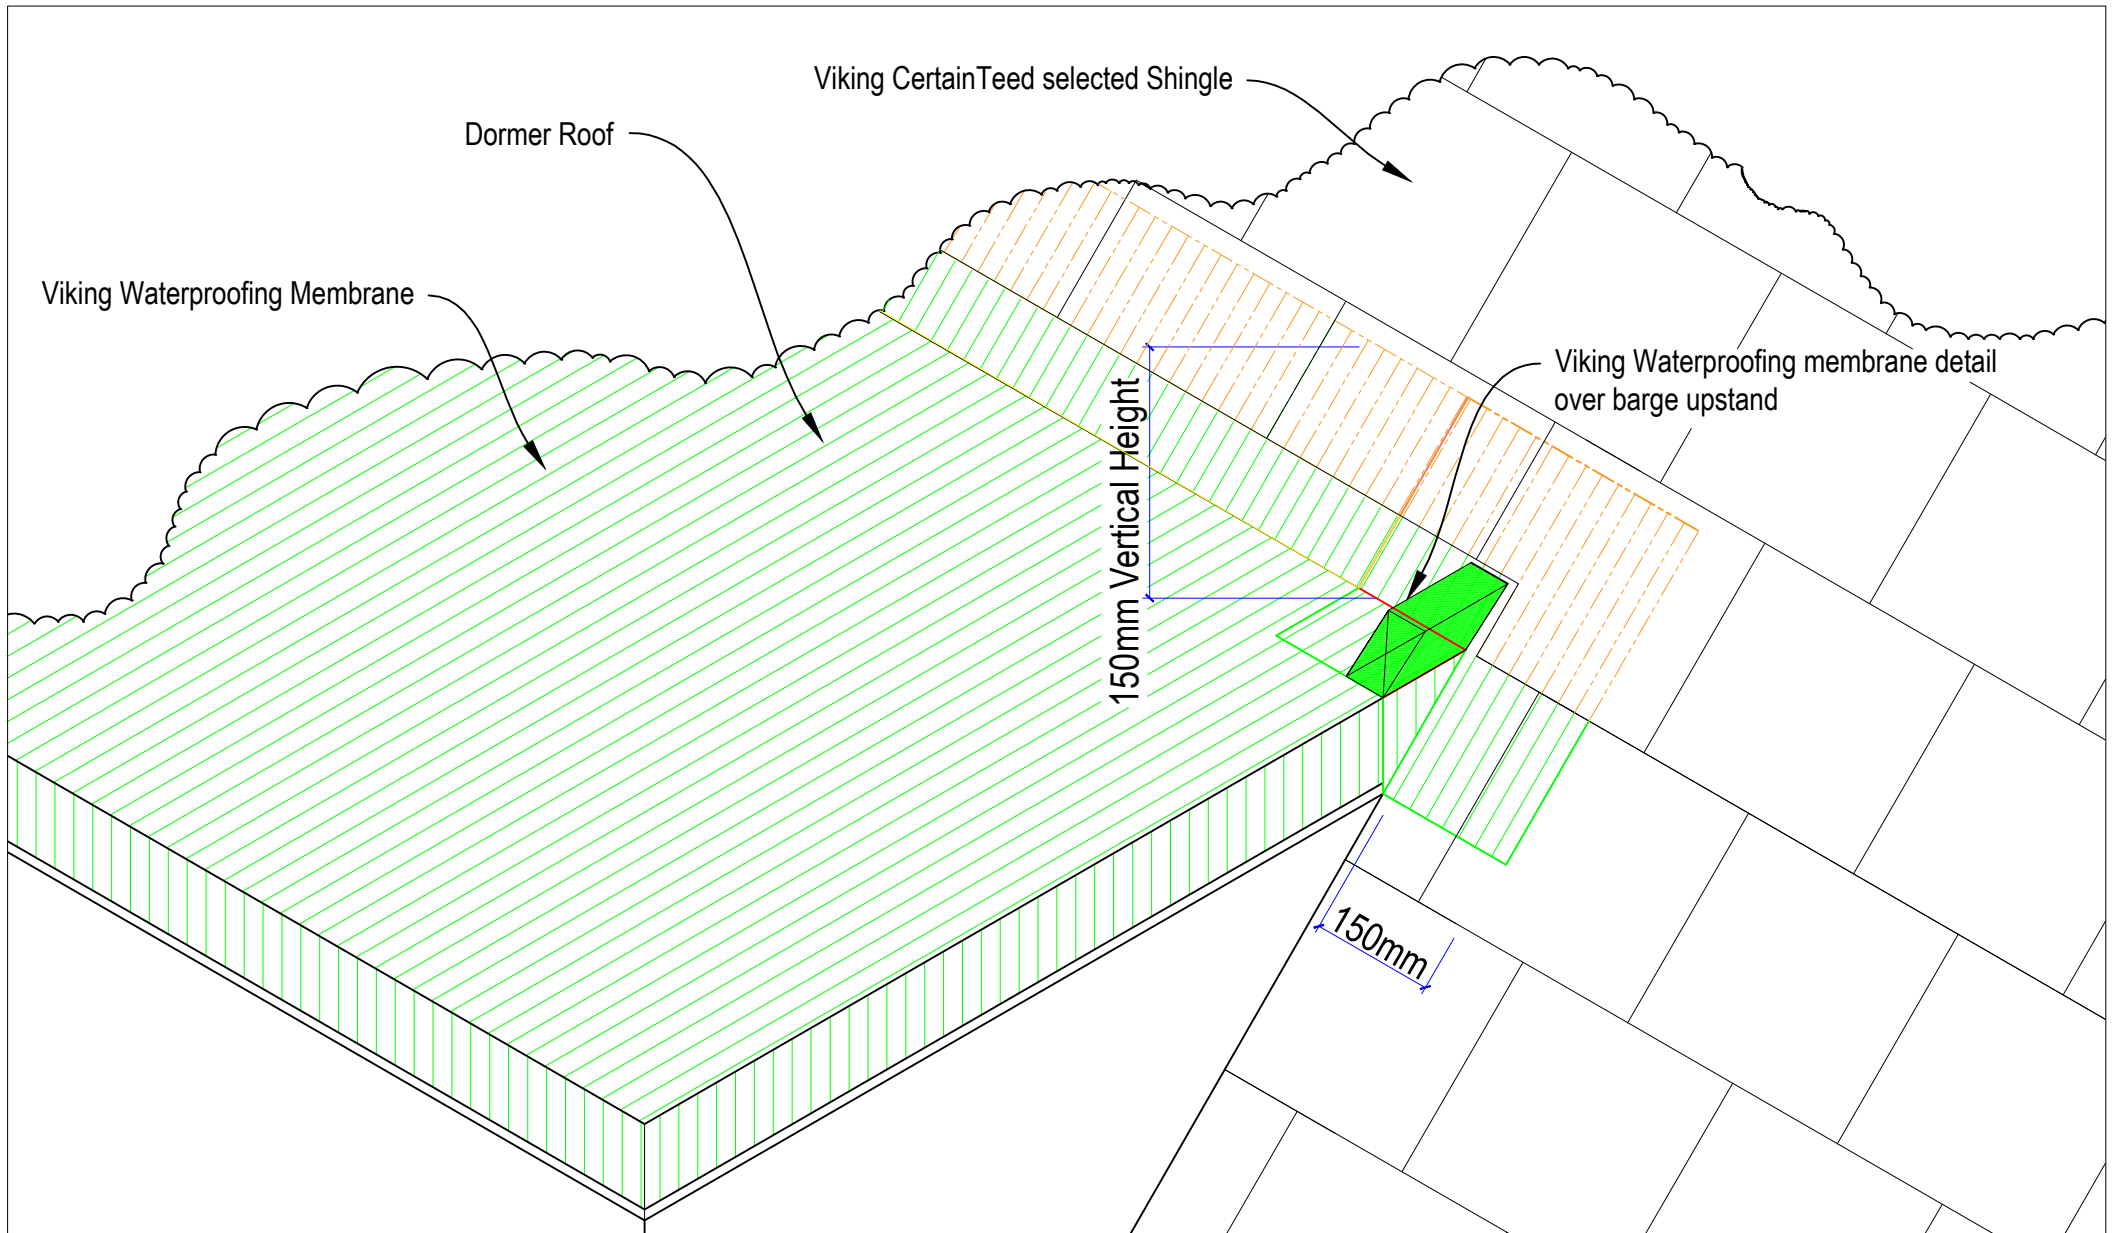 Viking CertainTeed selected Shingle
Dormer Roof
Viking Waterproofing Membrane
Viking Waterproofing membrane detail
over barge upstand
150mm Vertical Height
150mm